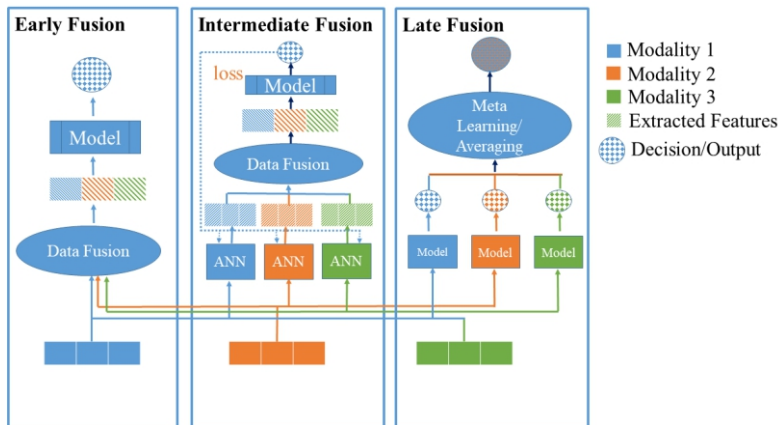 Early Fusion
Intermediate Fusion
Late Fusion
Model
Data Fusion
loss
Model
Data Fusion
ANN
ANN
ANN
Meta
Learning/
Averaging
Model
Model
Model
Modality 1
Modality 2
Modality 3
Extracted Features
Decision/Output